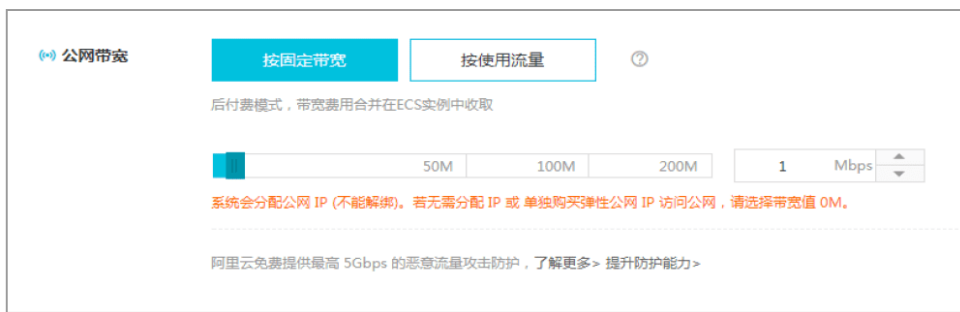 公网带宽 按固定带宽 按使用流量
后付费模式，带宽费用合并在ECS实例中收取
50M 100M 200M 1 Mbps
系统会分配公网 IP (不能解绑)。若无需分配 IP 或 单独购买弹性公网 IP 访问公网，请选择带宽值 0M。
阿里云免费提供最高 5Gbps 的恶意流量攻击防护，了解更多> 提升防护能力>